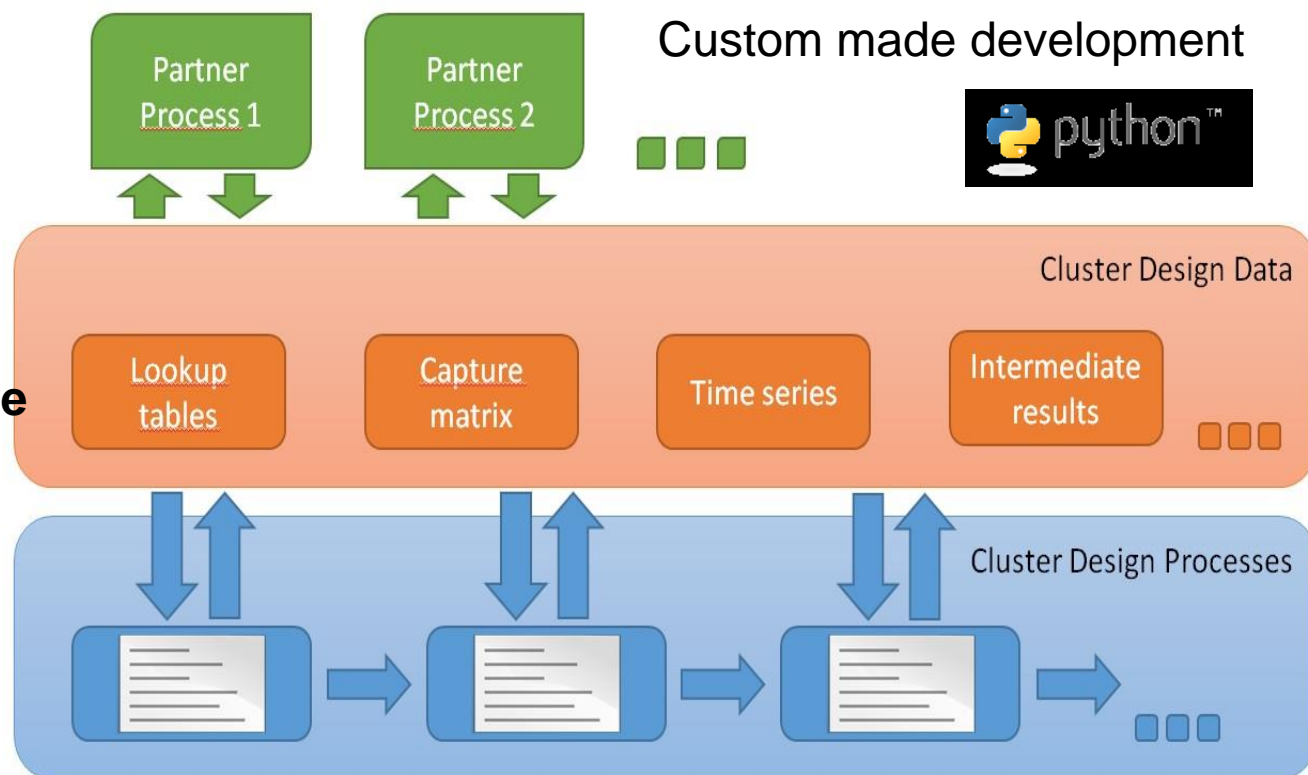 Custom made development
Partner
Process 1
Partner
Process 2
python™
Cluster Design Data
Lookup
tables
Capture
matrix
Time series
Intermediate
results
e
Cluster Design Processes